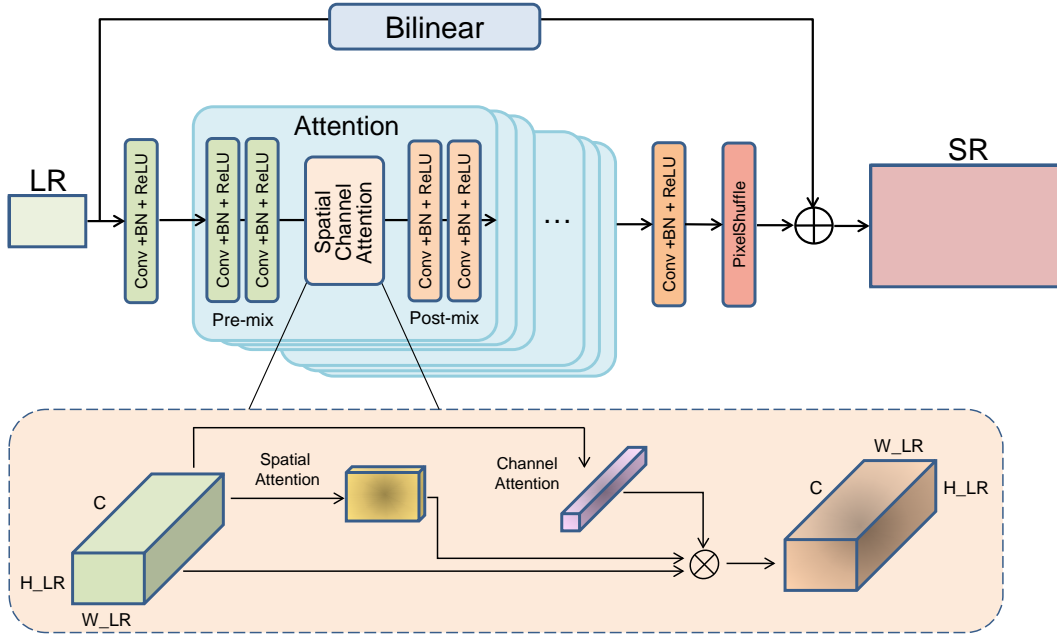 Bilinear
LR
Conv +BN + ReLU
Attention
Conv +BN + ReLU
Conv +BN + ReLU
Spatial
Channel
Attention
Conv +BN + ReLU
Conv +BN + ReLU
Pre-mix
Post-mix
...
Conv +BN + ReLU
PixelShuffle
SR
C
H_LR
W_LR
Spatial
Attention
Channel
Attention
W_LR
C
H_LR